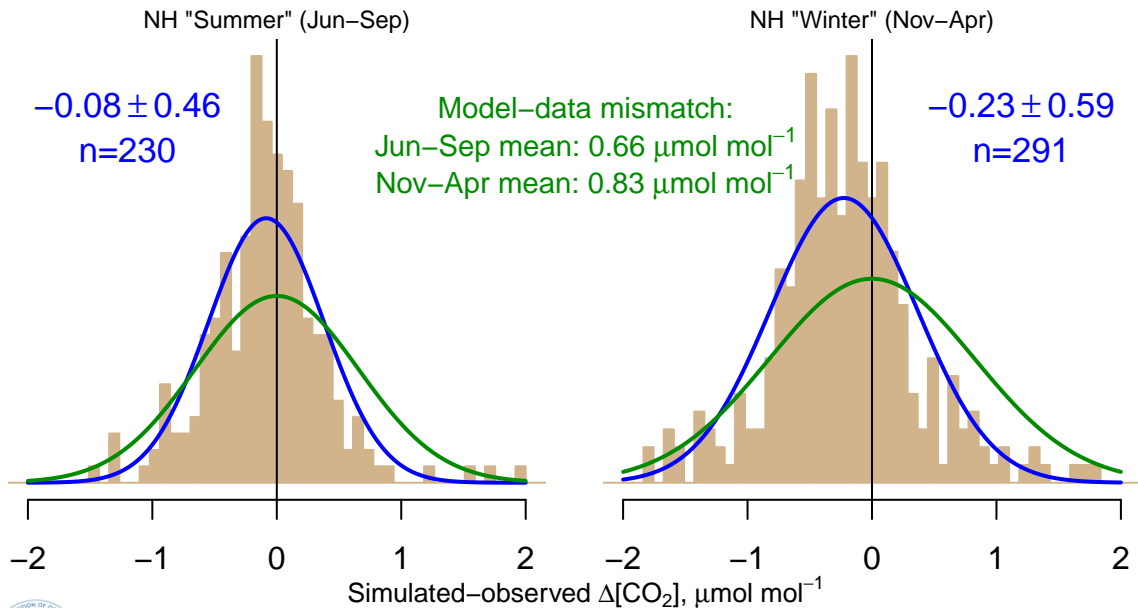 NH "Summer" (Jun−Sep)
NH "Winter" (Nov−Apr)
−0.08 ± 0.46
n=230
Model−data mismatch:
Jun−Sep mean: 0.66 μmol mol⁻¹
Nov−Apr mean: 0.83 μmol mol⁻¹
−0.23 ± 0.59
n=291
−2 −1 0 1 2
−2 −1 0 1 2
Simulated−observed Δ[CO₂], μmol mol⁻¹